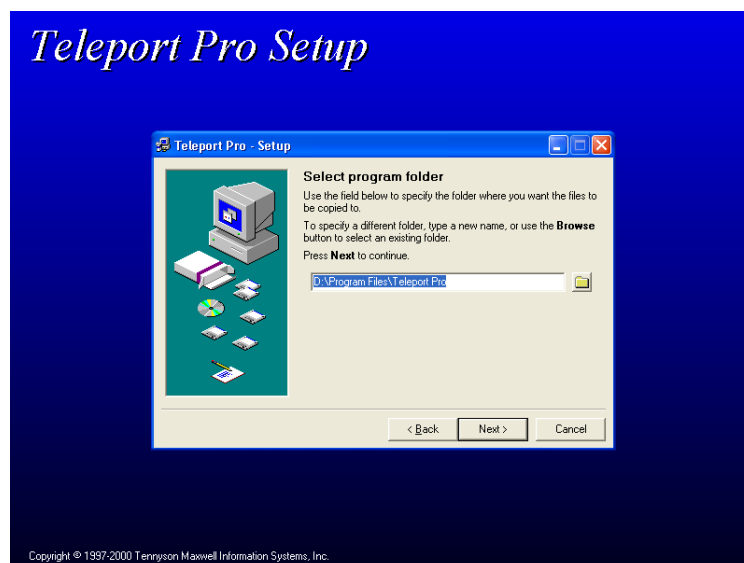 Teleport Pro Setup
Teleport Pro - Setup
Select program folder
Use the field below to specify the folder where you want the files to
be copied to.
To specify a different folder, type a new name, or use the Browse
button to select an existing folder.
Press Next to continue.
D:\Program Files\Teleport Pro
< Back
Next >
Cancel
Copyright © 1997-2000 Tennyson Maxwell Information Systems, Inc.